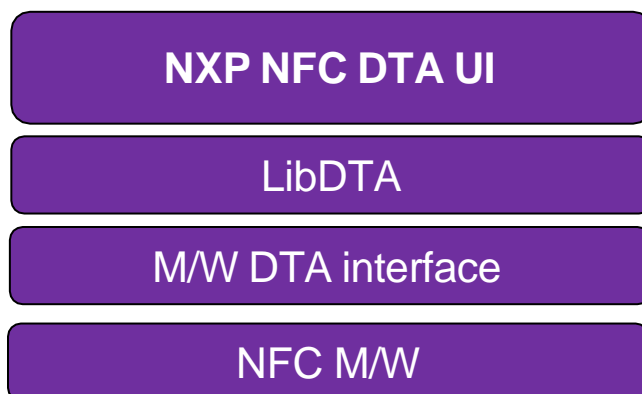 NXP NFC DTA UI
LibDTA
M/W DTA interface
NFC M/W